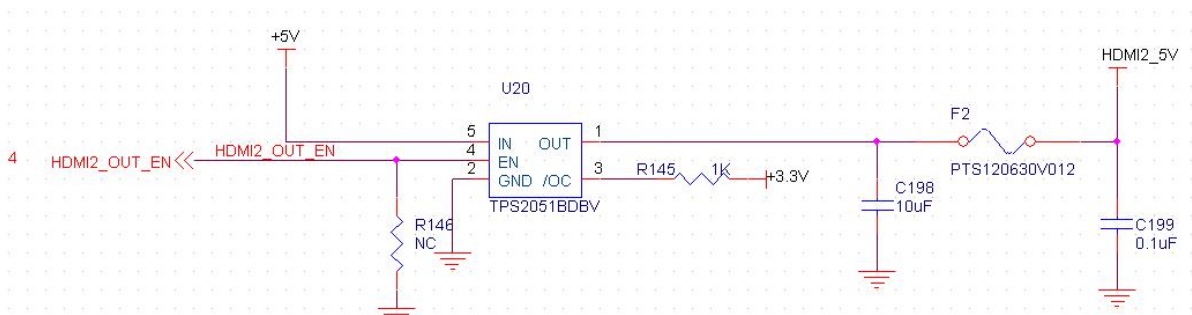 +5V
HDMI2_5V
U20
F2
5 IN OUT 1
4 HDMI2_OUT_EN HDMI2_OUT_EN 4 EN
2 GND /OC 3 R145 1K +3.3V
PTS120630V012
TPS2051BDBV
C198
10uF
R146
NC
C199
0.1uF